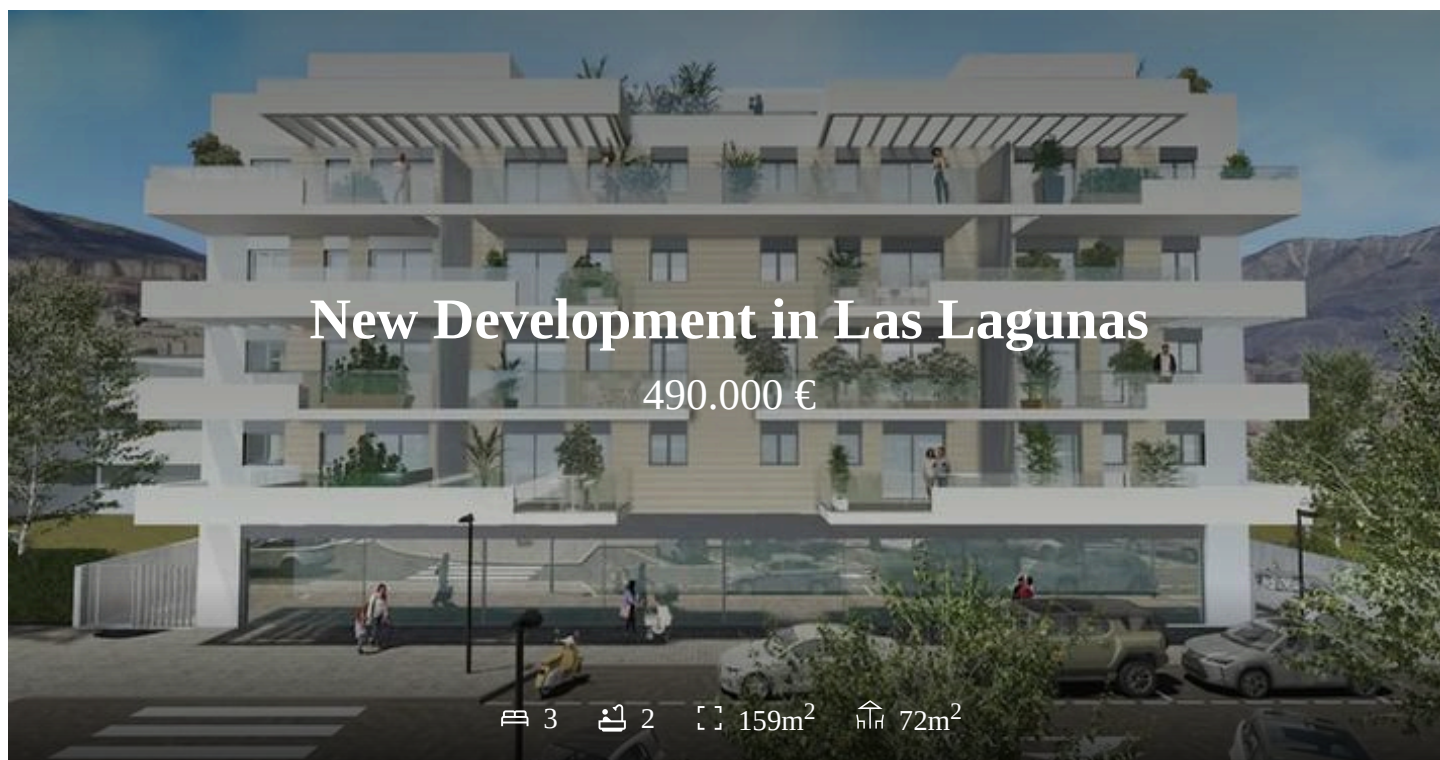 New Development in Las Lagunas
490.000 €
3 2 159m² 72m²